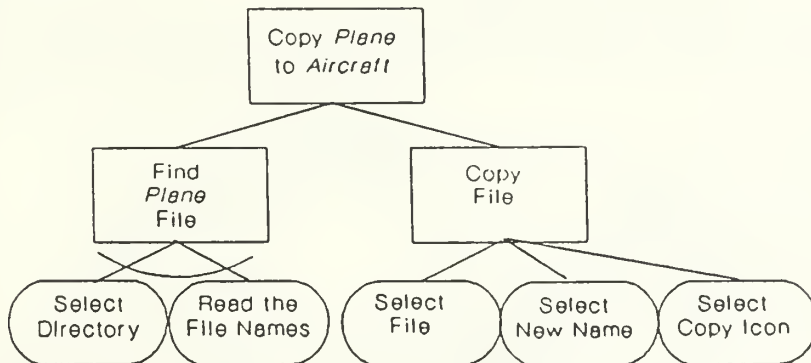 Copy Plane
to Aircraft
Find
Plane
File
Copy
File
Select
Directory
Read the
File Names
Select
File
Select
New Name
Select
Copy Icon